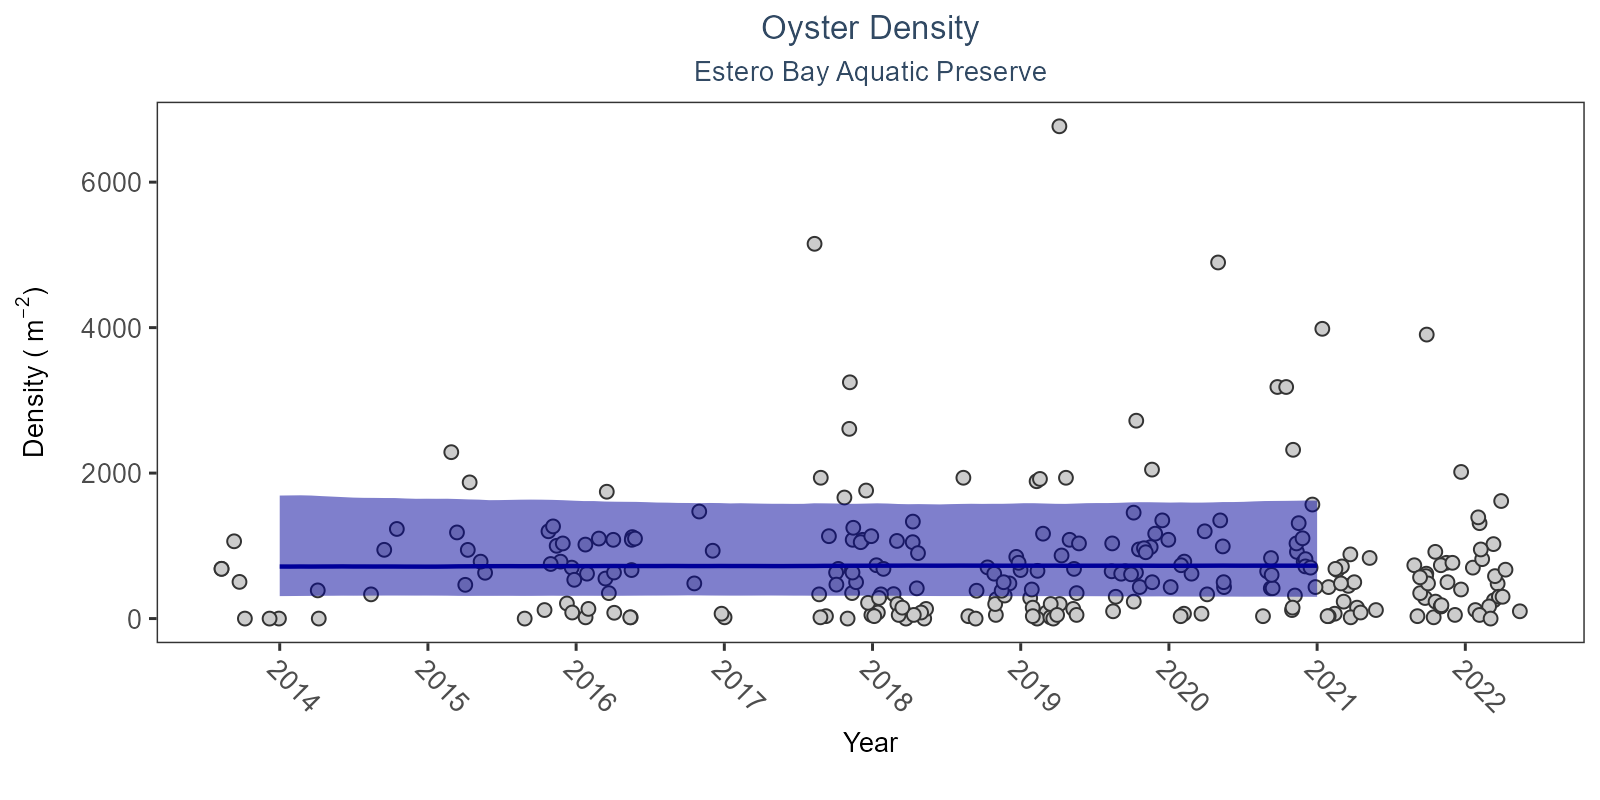 Oyster Density
Estero Bay Aquatic Preserve
Density ( m⁻²)
6000
4000
2000
0
2014 2015 2016 2017 2018 2019 2020 2021 2022
Year